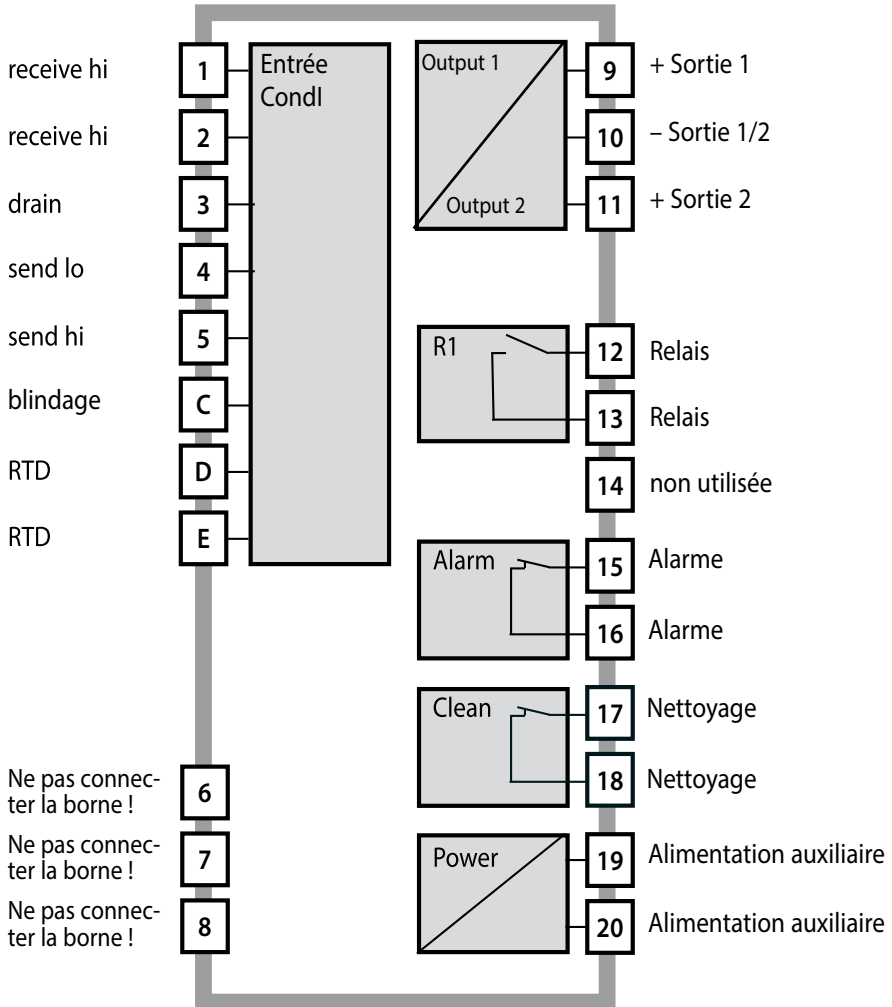 receive hi
1
Entrée
CondI
receive hi
2
drain
3
send lo
4
send hi
5
blindage
C
RTD
D
RTD
E
Ne pas connec-
ter la borne !
6
Ne pas connec-
ter la borne !
7
Ne pas connec-
ter la borne !
8
Output 1
Output 2
9
+ Sortie 1
10
– Sortie 1/2
11
+ Sortie 2
R1
12
Relais
13
Relais
14
non utilisée
Alarm
15
Alarme
16
Alarme
Clean
17
Nettoyage
18
Nettoyage
Power
19
Alimentation auxiliaire
20
Alimentation auxiliaire